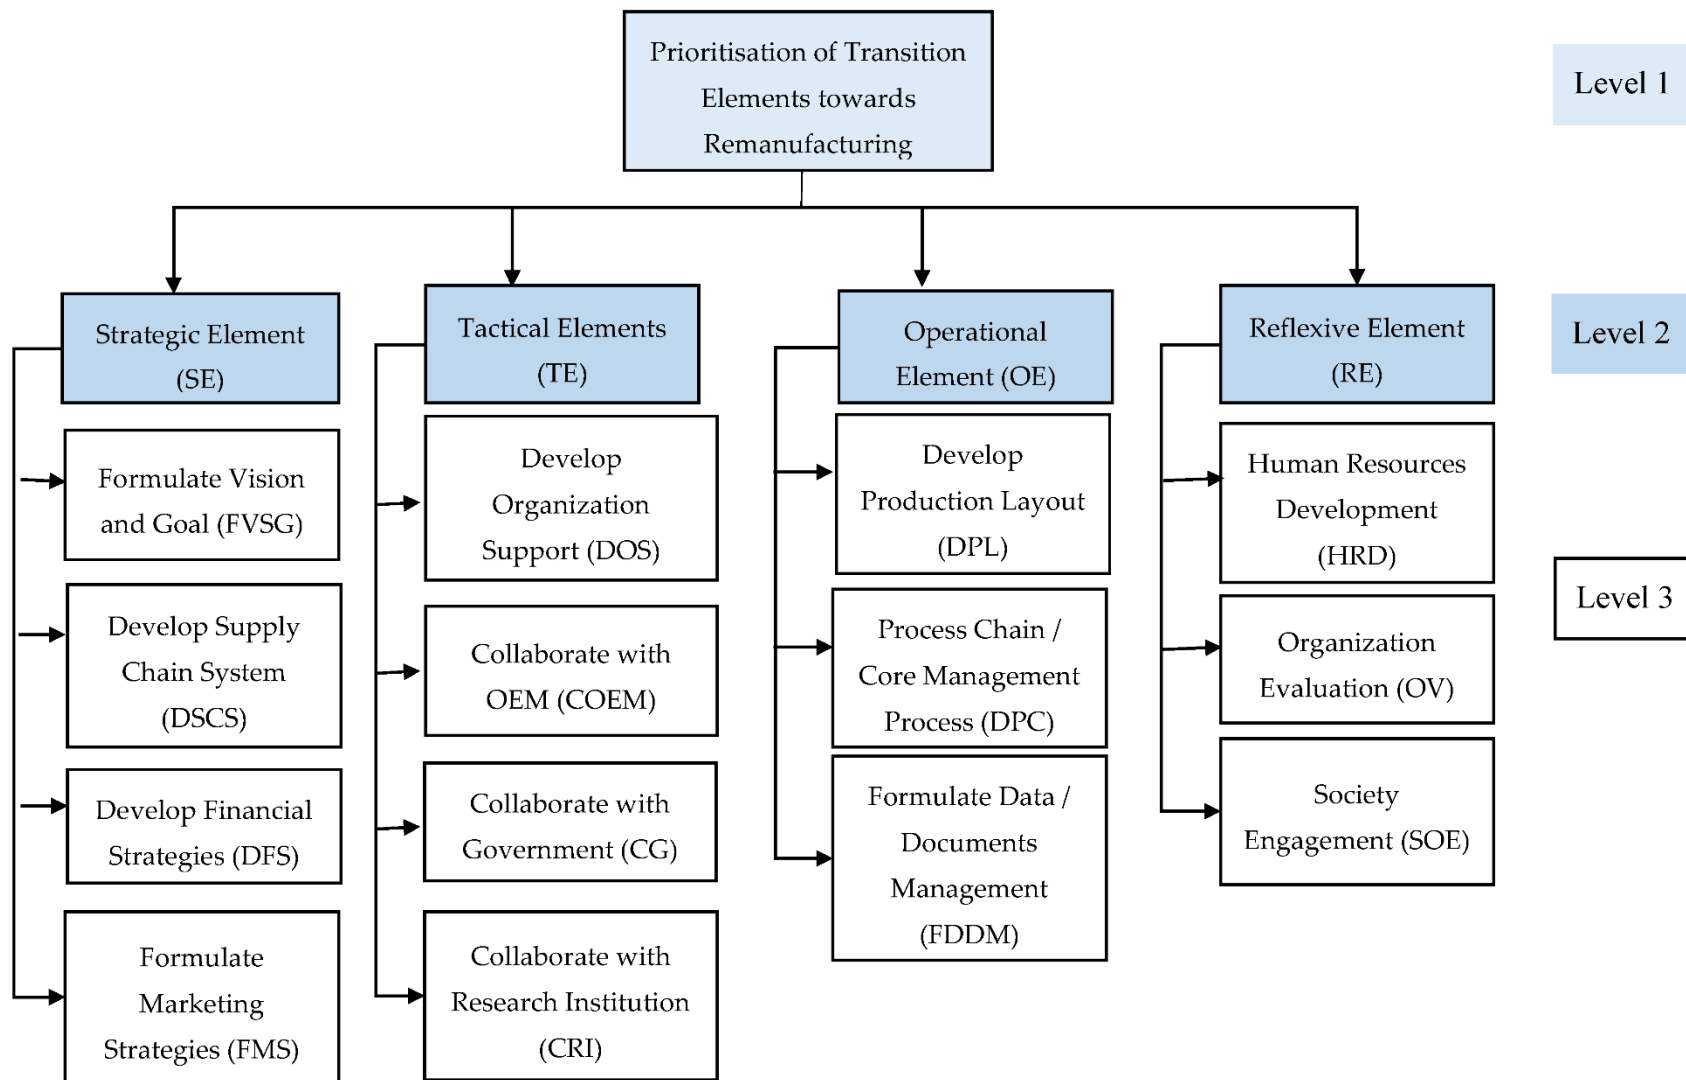 Prioritisation of Transition
Elements towards
Remanufacturing
Level 1
Strategic Element
(SE)
Tactical Elements
(TE)
Operational
Element (OE)
Reflexive Element
(RE)
Level 2
Formulate Vision
and Goal (FVSG)
Develop Supply
Chain System
(DSCS)
Develop Financial
Strategies (DFS)
Formulate
Marketing
Strategies (FMS)
Develop
Organization
Support (DOS)
Collaborate with
OEM (COEM)
Collaborate with
Government (CG)
Collaborate with
Research Institution
(CRI)
Develop
Production Layout
(DPL)
Process Chain /
Core Management
Process (DPC)
Formulate Data /
Documents
Management
(FDDM)
Human Resources
Development
(HRD)
Organization
Evaluation (OV)
Society
Engagement (SOE)
Level 3